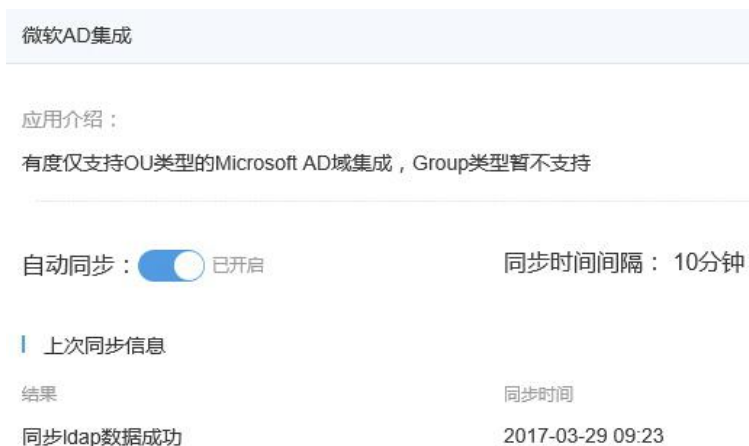 微软AD集成
应用介绍：
有度仅支持OU类型的Microsoft AD域集成，Group类型暂不支持
自动同步：已开启 同步时间间隔： 10分钟
上次同步信息
结果 同步时间
同步ldap数据成功 2017-03-29 09:23